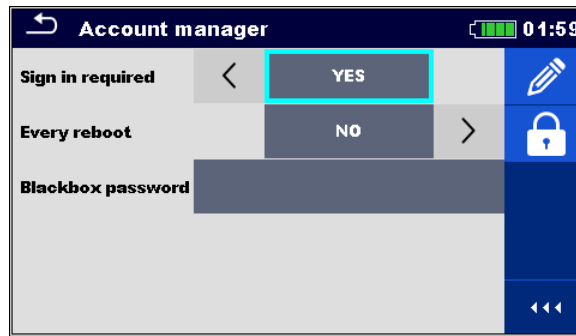 Account manager 01:59
Sign in required YES
Every reboot NO
Blackbox password